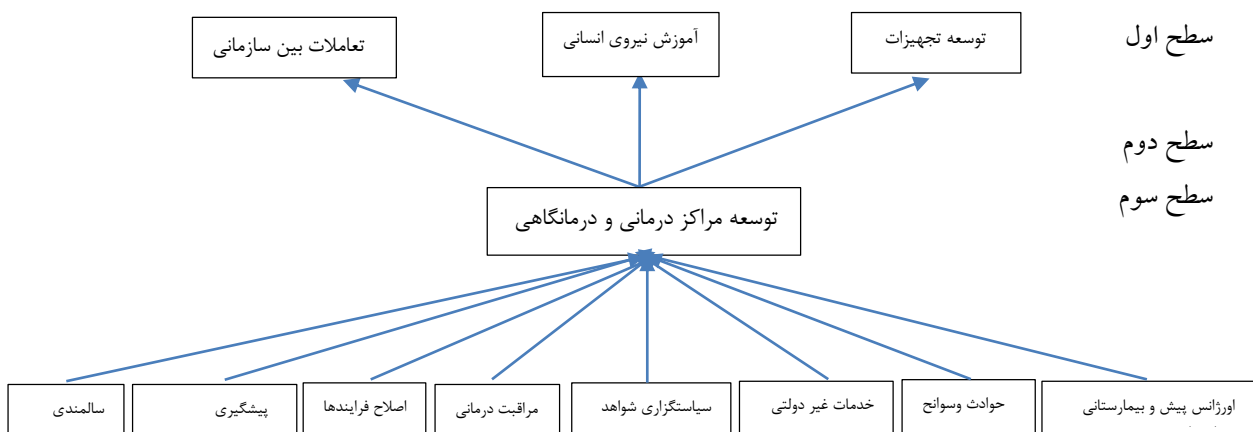 سطح اول
توسعه تجهیزات
آموزش نیروی انسانی
تعاملات بین سازمانی
سطح دوم
سطح سوم
توسعه مراکز درمانی و درمانگاهی
اورژانس پیش و بیمارستانی
حوادث وسوانح
خدمات غیر دولتی
سیاستگزاری شواهد
مراقبت درمانی
اصلاح فرایندها
پیشگیری
سالمندی